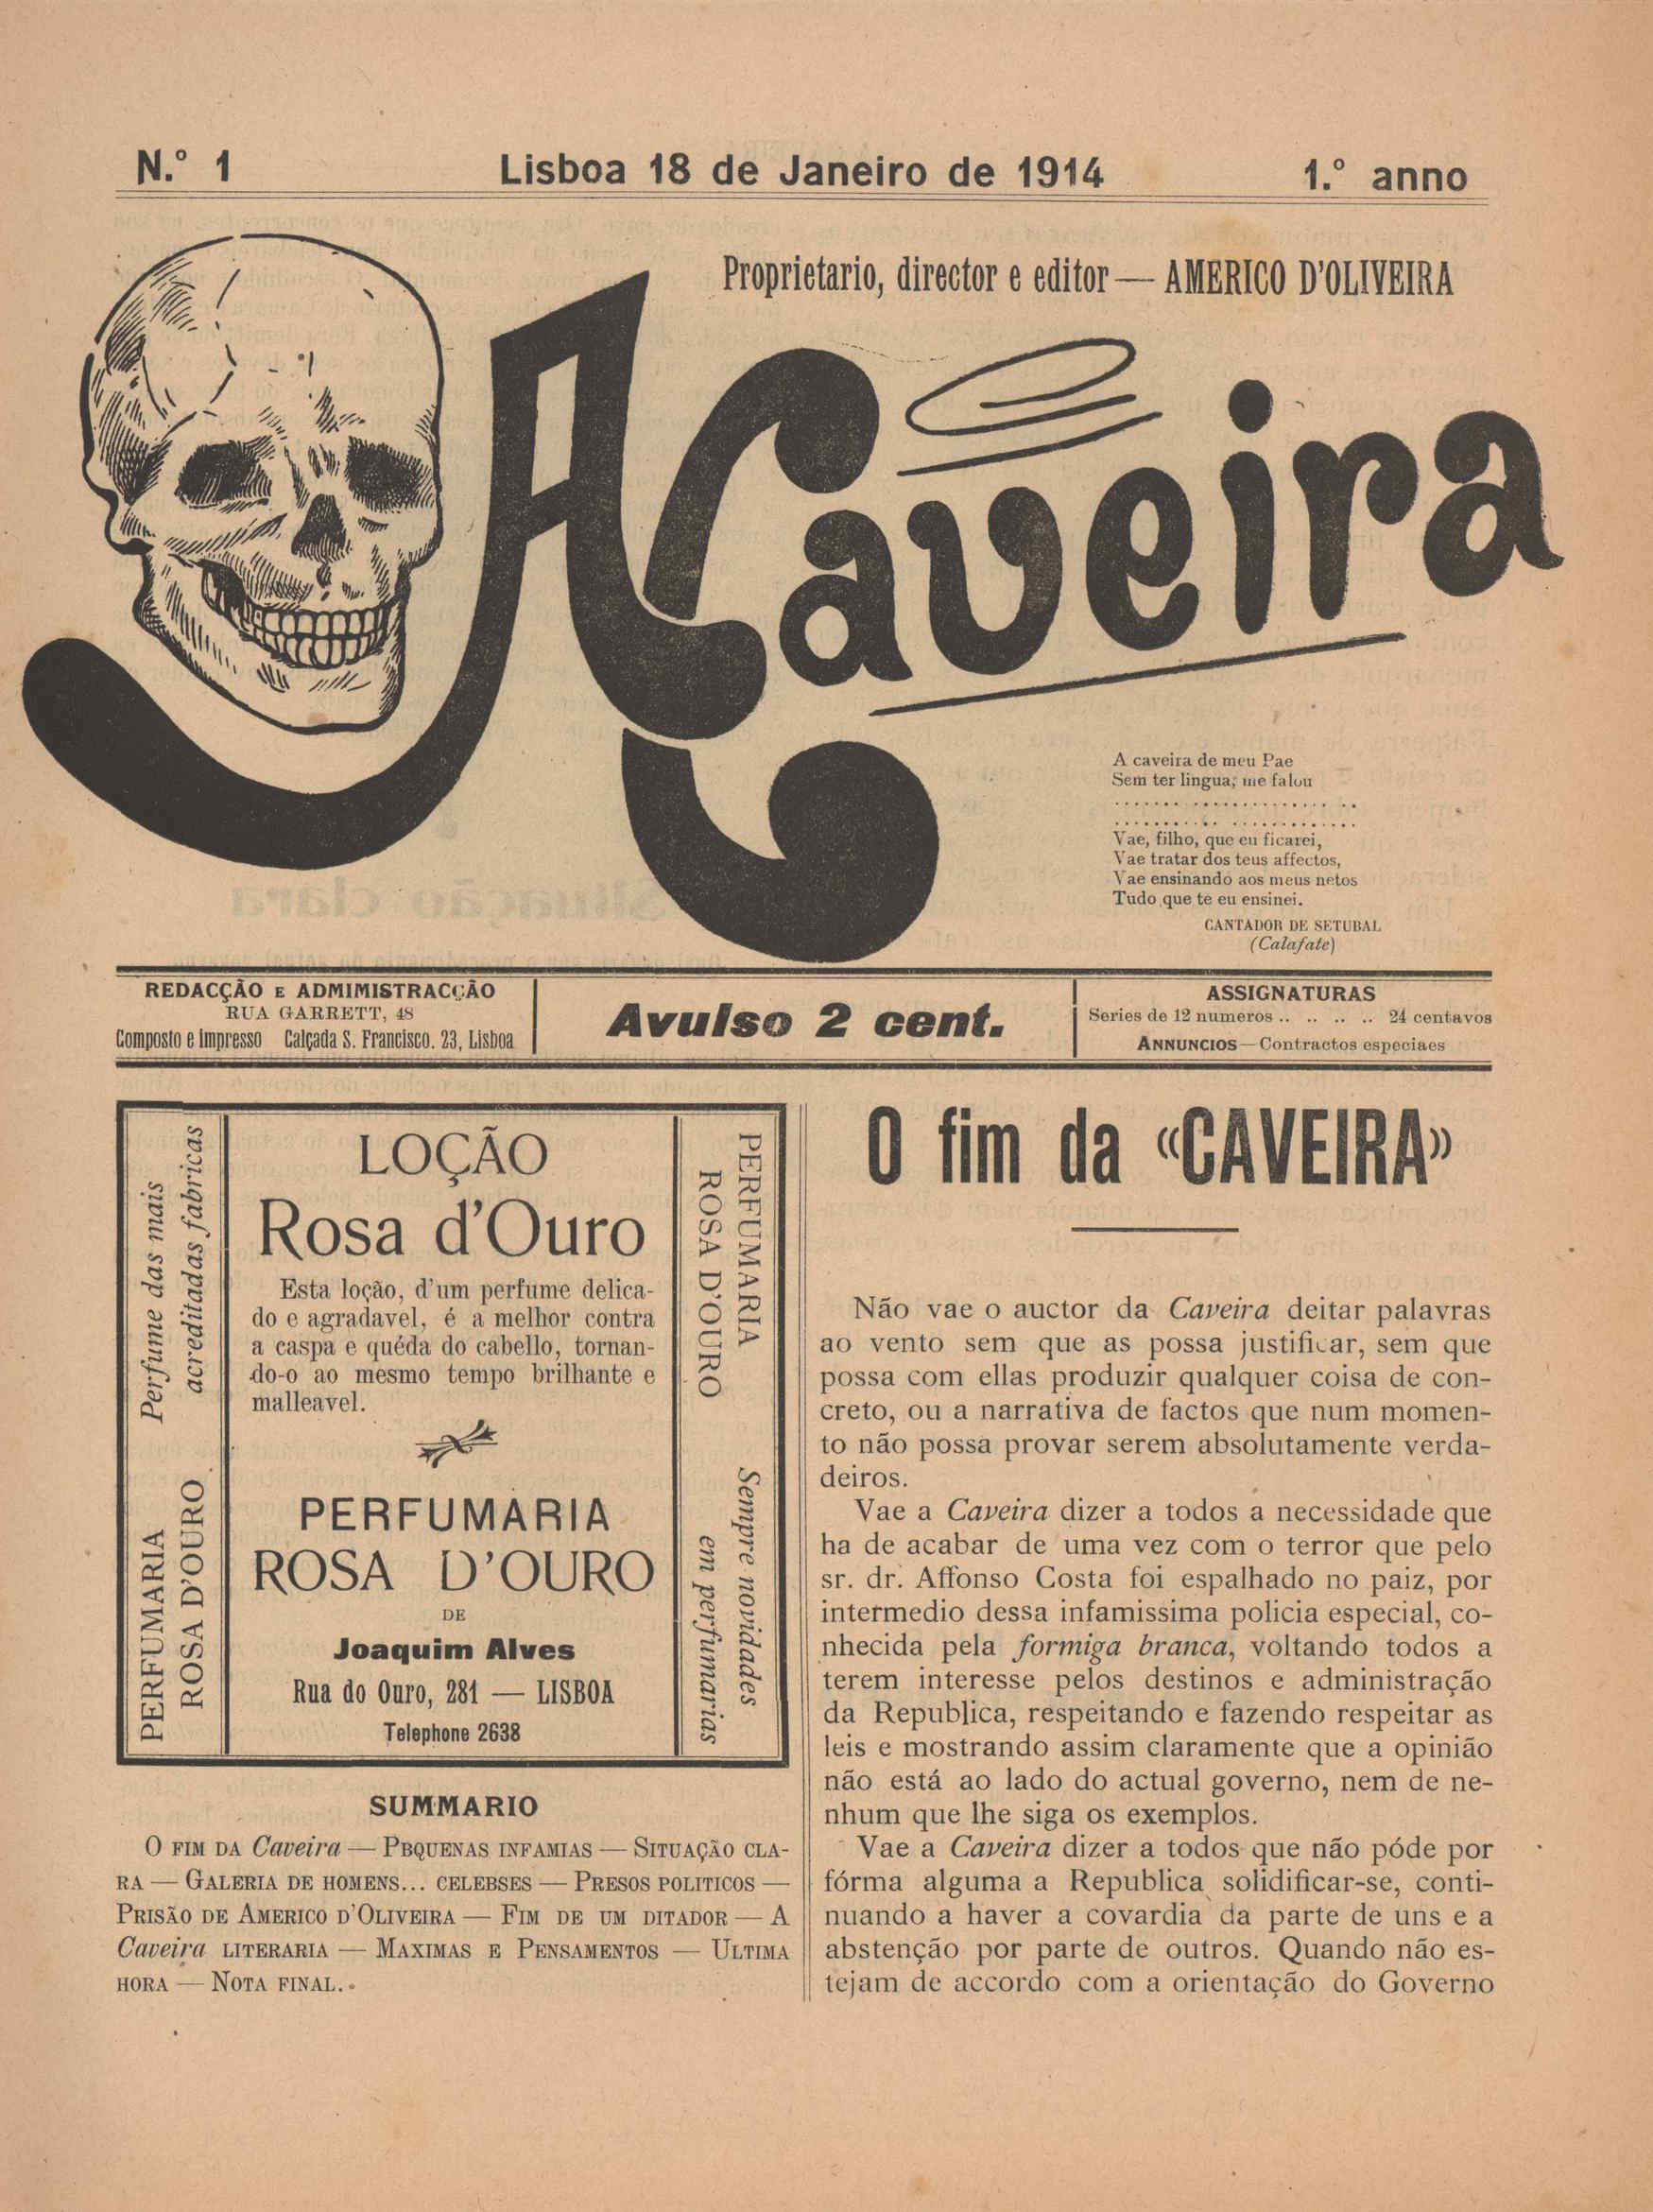 N.º 1
Lisboa 18 de Janeiro de 1914
1.º anno
Proprietario, director e editor — AMERICO D'OLIVEIRA
A Caveira
A caveira de meu Pae
Sem ter lingua, me falou
Vae, filho, que eu ficarei,
Vae tratar dos teus affectos,
Vae ensinando aos meus netos
Tudo que te eu ensinei.
CANTADOR DE SETUBAL
(Calafate)
REDACÇÃO E ADMIMISTRACÇÃO
RUA GARRETT, 48
Composto e impresso Calçada S. Francisco. 23, Lisboa
Avulso 2 cent.
ASSIGNATURAS
Series de 12 numeros .. .. .. .. 24 centavos
ANNUNCIOS — Contractos especiaes
Perfume das mais
acreditadas fabricas
PERFUMARIA
ROSA D'OURO
LOÇÃO
Rosa d'Ouro
Esta loção, d'um perfume delica-
do e agradavel, é a melhor contra
a caspa e quéda do cabello, tornan-
do-o ao mesmo tempo brilhante e
malleavel.
PERFUMARIA
ROSA D'OURO
DE
Joaquim Alves
Rua do Ouro, 281 — LISBOA
Telephone 2638
PERFUMARIA
ROSA D'OURO
Sempre novidades
em perfumarias
SUMMARIO
O FIM DA Caveira — PBQUENAS INFAMIAS — SITUAÇÃO CLA-
RA — GALERIA DE HOMENS... CELEBSES — PRESOS POLITICOS —
PRISÃO DE AMERICO D'OLIVEIRA — FIM DE UM DITADOR — A
Caveira LITERARIA — MAXIMAS E PENSAMENTOS — ULTIMA
HORA — NOTA FINAL.
O fim da «CAVEIRA»
Não vae o auctor da Caveira deitar palavras
ao vento sem que as possa justificar, sem que
possa com ellas produzir qualquer coisa de con-
creto, ou a narrativa de factos que num momen-
to não possa provar serem absolutamente verda-
deiros.
Vae a Caveira dizer a todos a necessidade que
ha de acabar de uma vez com o terror que pelo
sr. dr. Affonso Costa foi espalhado no paiz, por
intermedio dessa infamissima policia especial, co-
nhecida pela formiga branca, voltando todos a
terem interesse pelos destinos e administração
da Republica, respeitando e fazendo respeitar as
leis e mostrando assim claramente que a opinião
não está ao lado do actual governo, nem de ne-
nhum que lhe siga os exemplos.
Vae a Caveira dizer a todos que não póde por
fórma alguma a Republica solidificar-se, conti-
nuando a haver a covardia da parte de uns e a
abstenção por parte de outros. Quando não es-
tejam de accordo com a orientação do Governo